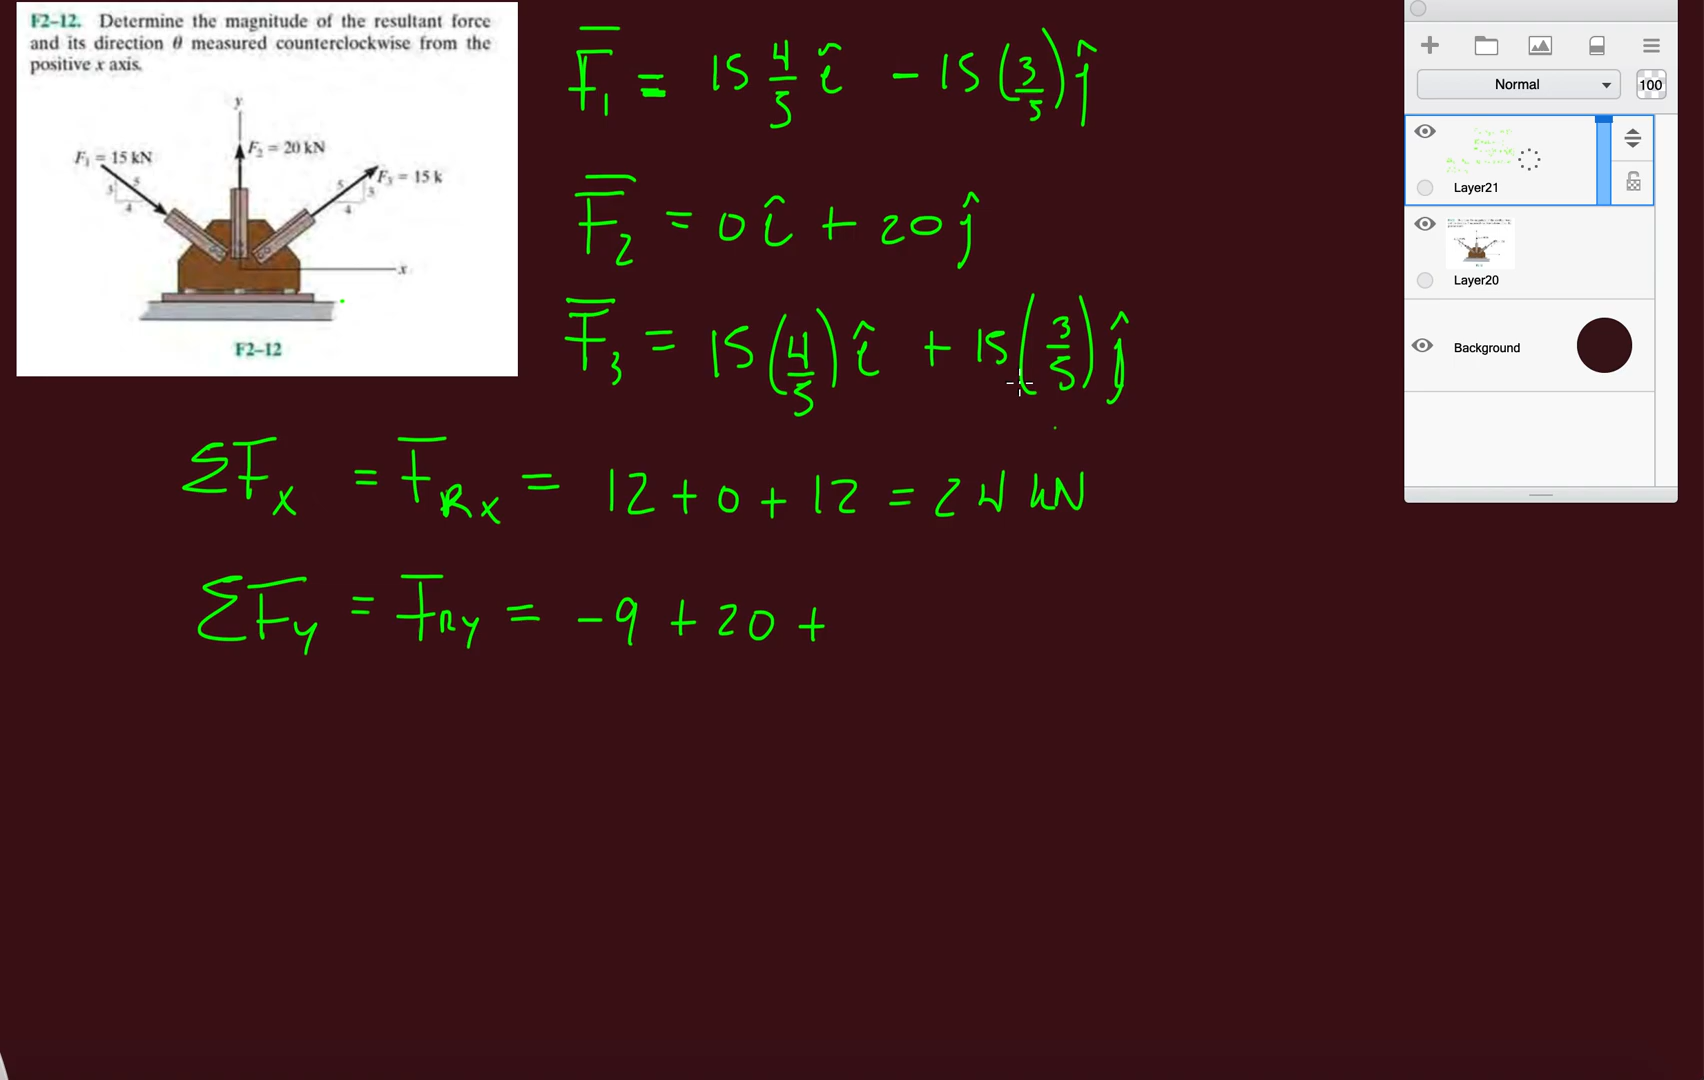 F2–12. Determine the magnitude of the resultant force
and its direction θ measured counterclockwise from the
positive x axis.
y
F₁ = 15 kN
F₂ = 20 kN
F₃ = 15 k
3 5 4
5 3 4
x
F2–12
F̅₁ = 15 4/5 î − 15 (3/5) ĵ
F̅₂ = 0 î + 20 ĵ
F̅₃ = 15 (4/5) î + 15 (3/5) ĵ
ΣFx = F̅Rx = 12 + 0 + 12 = 24 kN
ΣFy = F̅Ry = −9 + 20 +
Normal 100
Layer21
Layer20
Background